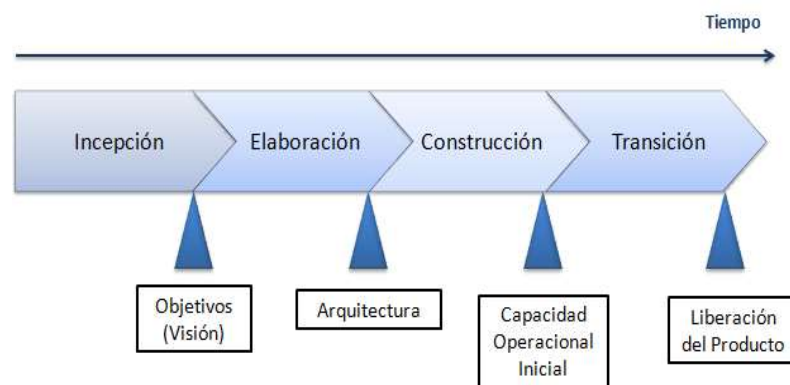 Tiempo
Incepción
Elaboración
Construcción
Transición
Objetivos
(Visión)
Arquitectura
Capacidad
Operacional
Inicial
Liberación
del Producto